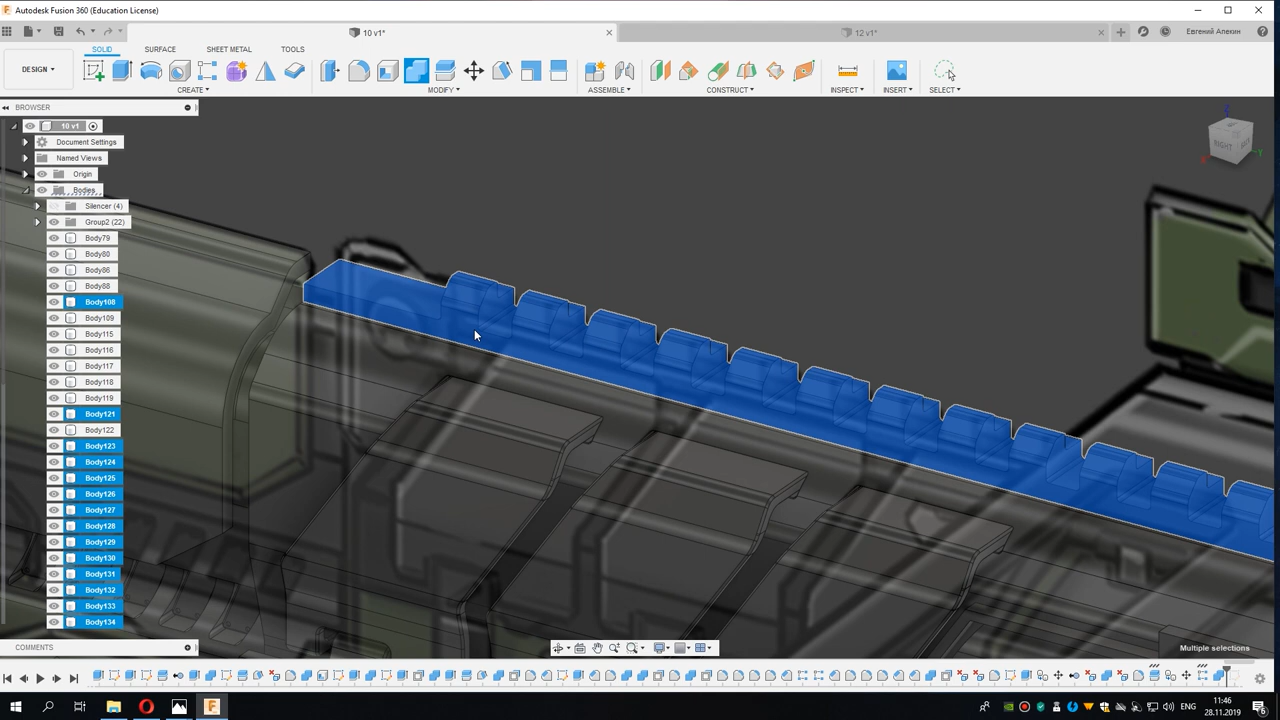 Autodesk Fusion 360 (Education License)
10 v1*
12 v1*
Евгений Апекин
SOLID
SURFACE
SHEET METAL
TOOLS
DESIGN
CREATE
MODIFY
ASSEMBLE
CONSTRUCT
INSPECT
INSERT
SELECT
BROWSER
10 v1
Document Settings
Named Views
Origin
Bodies
Silencer (4)
Group2 (22)
Body79
Body80
Body86
Body88
Body108
Body109
Body115
Body116
Body117
Body118
Body119
Body121
Body122
Body123
Body124
Body125
Body126
Body127
Body128
Body129
Body130
Body131
Body132
Body133
Body134
Z
Y
RIGHT
COMMENTS
Multiple selections
ENG
11:46
28.11.2019